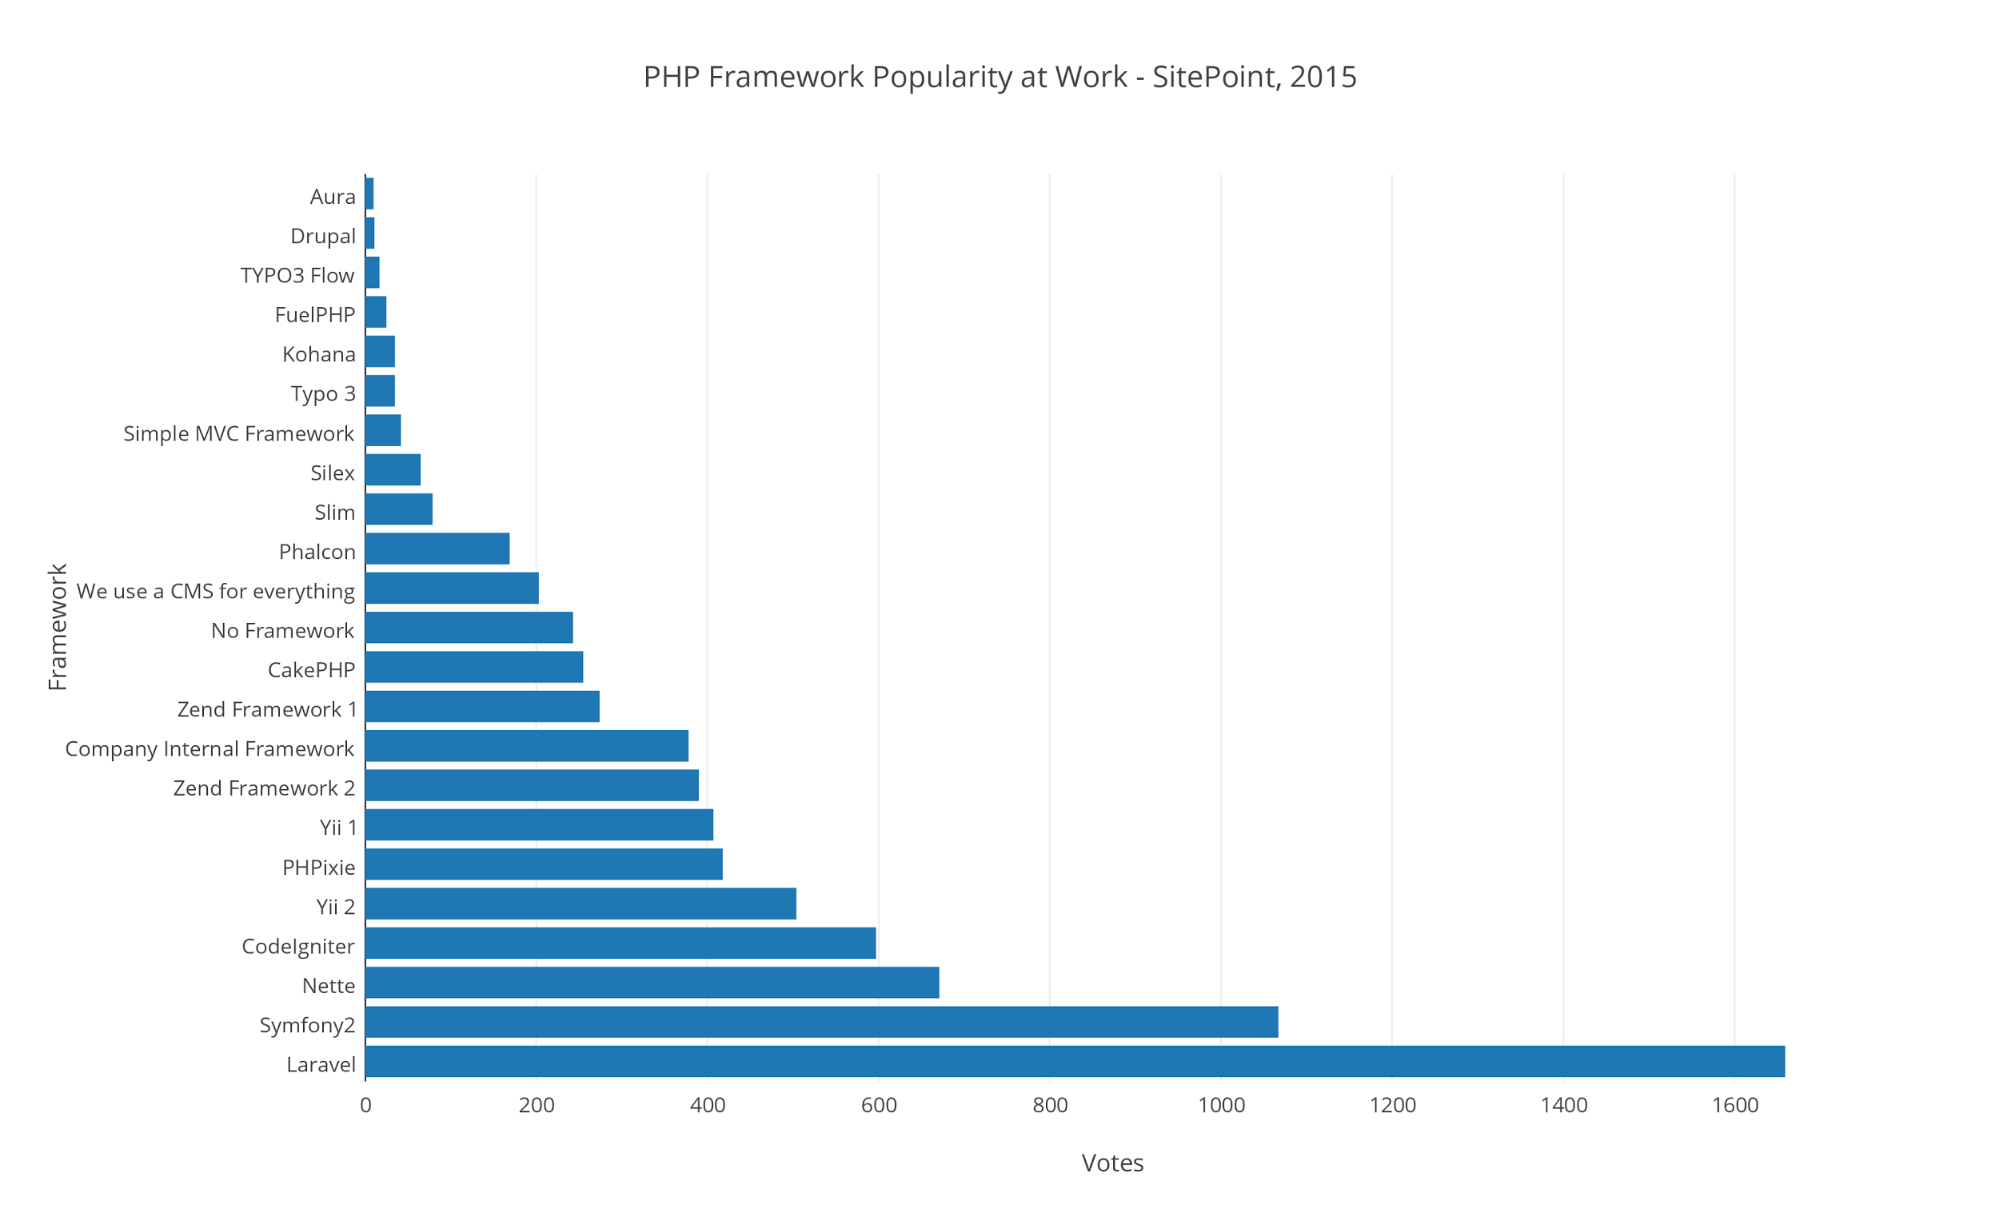 PHP Framework Popularity at Work - SitePoint, 2015
Aura
Drupal
TYPO3 Flow
FuelPHP
Kohana
Typo 3
Simple MVC Framework
Silex
Slim
Phalcon
We use a CMS for everything
No Framework
CakePHP
Zend Framework 1
Company Internal Framework
Zend Framework 2
Yii 1
PHPixie
Yii 2
CodeIgniter
Nette
Symfony2
Laravel
Framework
0 200 400 600 800 1000 1200 1400 1600
Votes